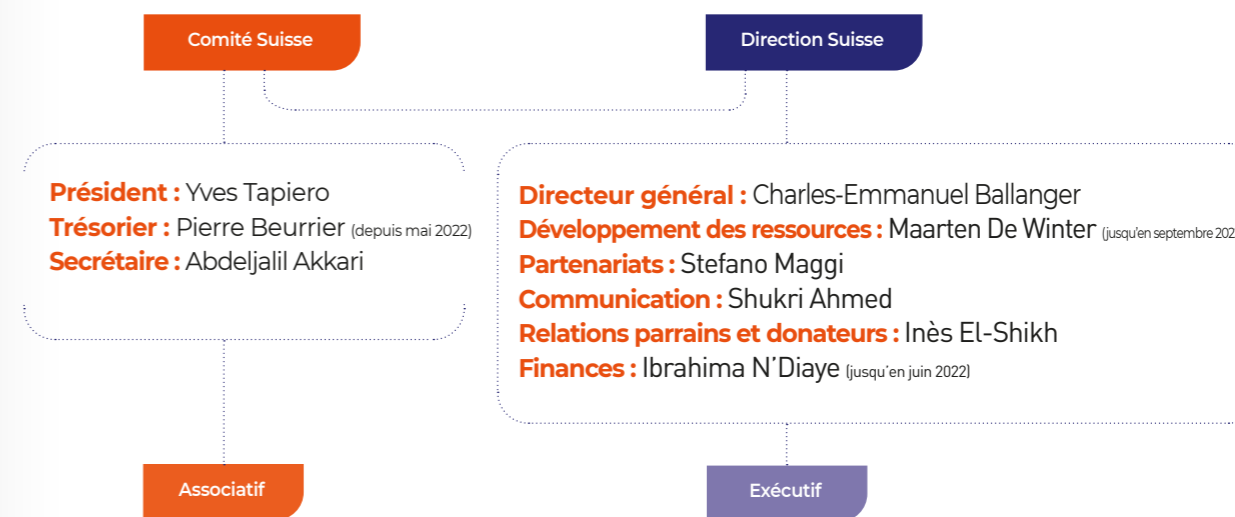 Comité Suisse
Direction Suisse
Président : Yves Tapiero
Trésorier : Pierre Beurrier (depuis mai 2022)
Secrétaire : Abdeljalil Akkari
Directeur général : Charles-Emmanuel Ballanger
Développement des ressources : Maarten De Winter (jusqu'en septembre 202
Partenariats : Stefano Maggi
Communication : Shukri Ahmed
Relations parrains et donateurs : Inès El-Shikh
Finances : Ibrahima N'Diaye (jusqu'en juin 2022)
Associatif
Exécutif